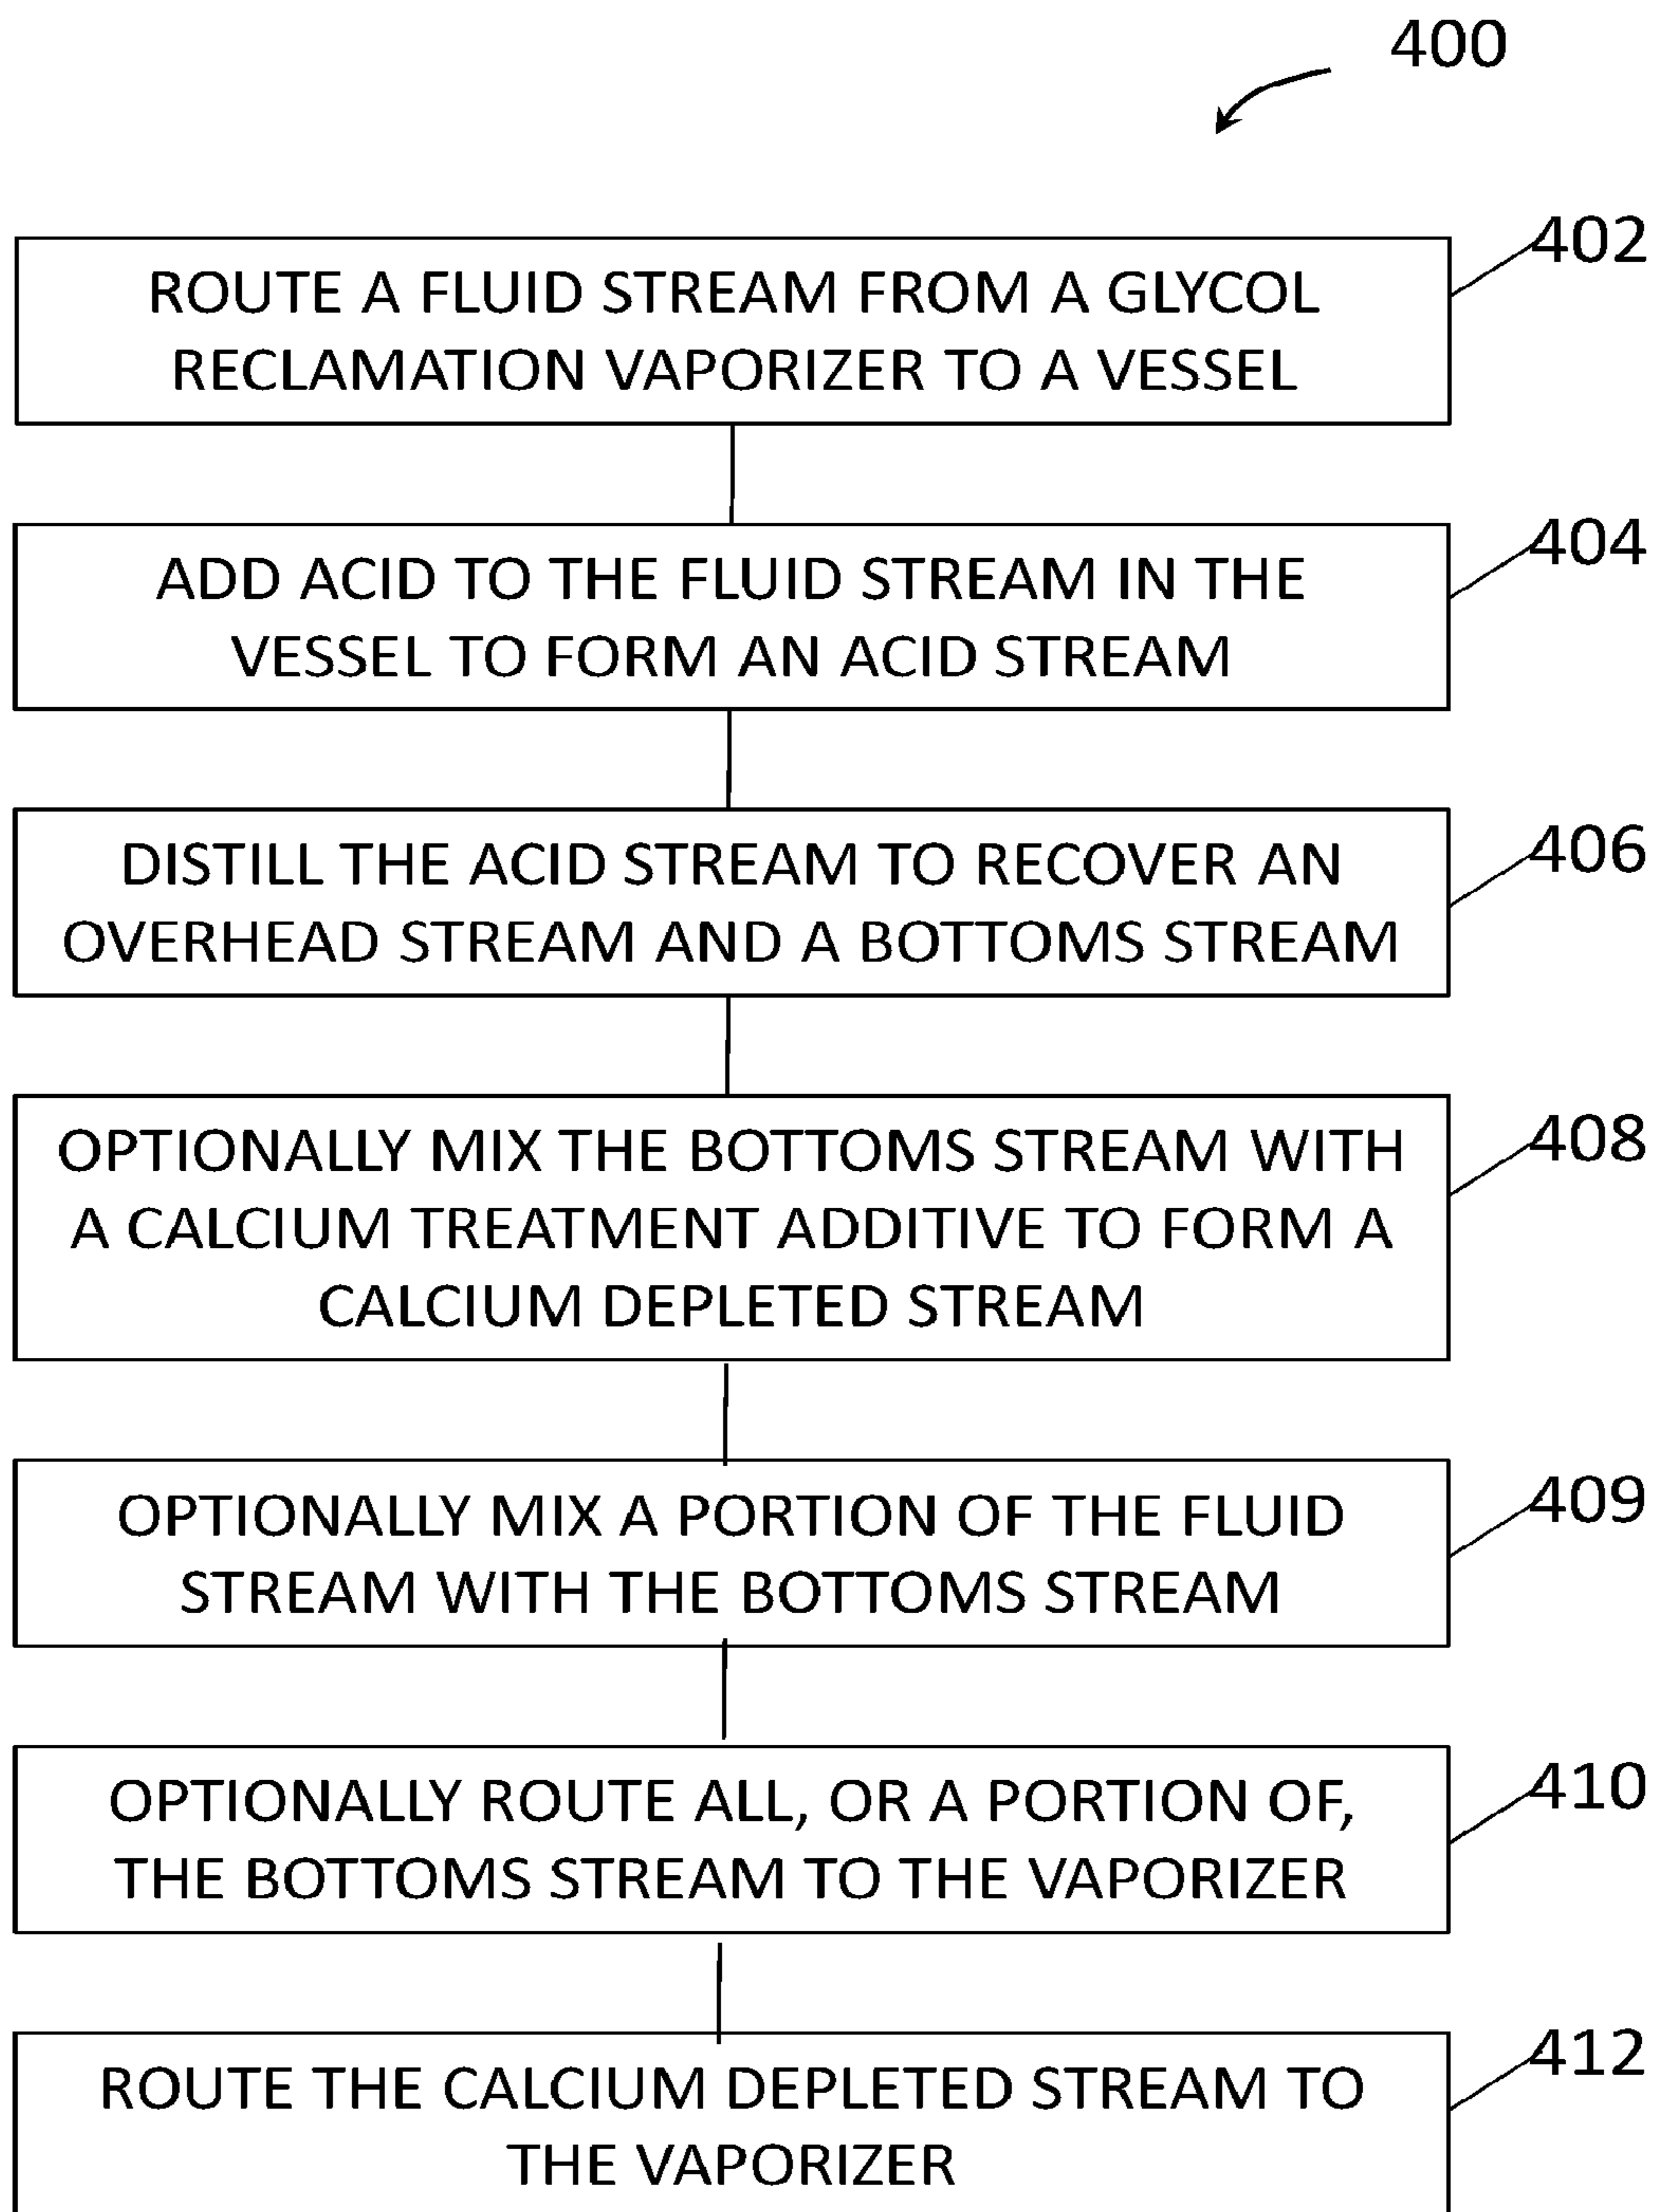 400
402
ROUTE A FLUID STREAM FROM A GLYCOL
RECLAMATION VAPORIZER TO A VESSEL
404
ADD ACID TO THE FLUID STREAM IN THE
VESSEL TO FORM AN ACID STREAM
406
DISTILL THE ACID STREAM TO RECOVER AN
OVERHEAD STREAM AND A BOTTOMS STREAM
408
OPTIONALLY MIX THE BOTTOMS STREAM WITH
A CALCIUM TREATMENT ADDITIVE TO FORM A
CALCIUM DEPLETED STREAM
409
OPTIONALLY MIX A PORTION OF THE FLUID
STREAM WITH THE BOTTOMS STREAM
410
OPTIONALLY ROUTE ALL, OR A PORTION OF,
THE BOTTOMS STREAM TO THE VAPORIZER
412
ROUTE THE CALCIUM DEPLETED STREAM TO
THE VAPORIZER